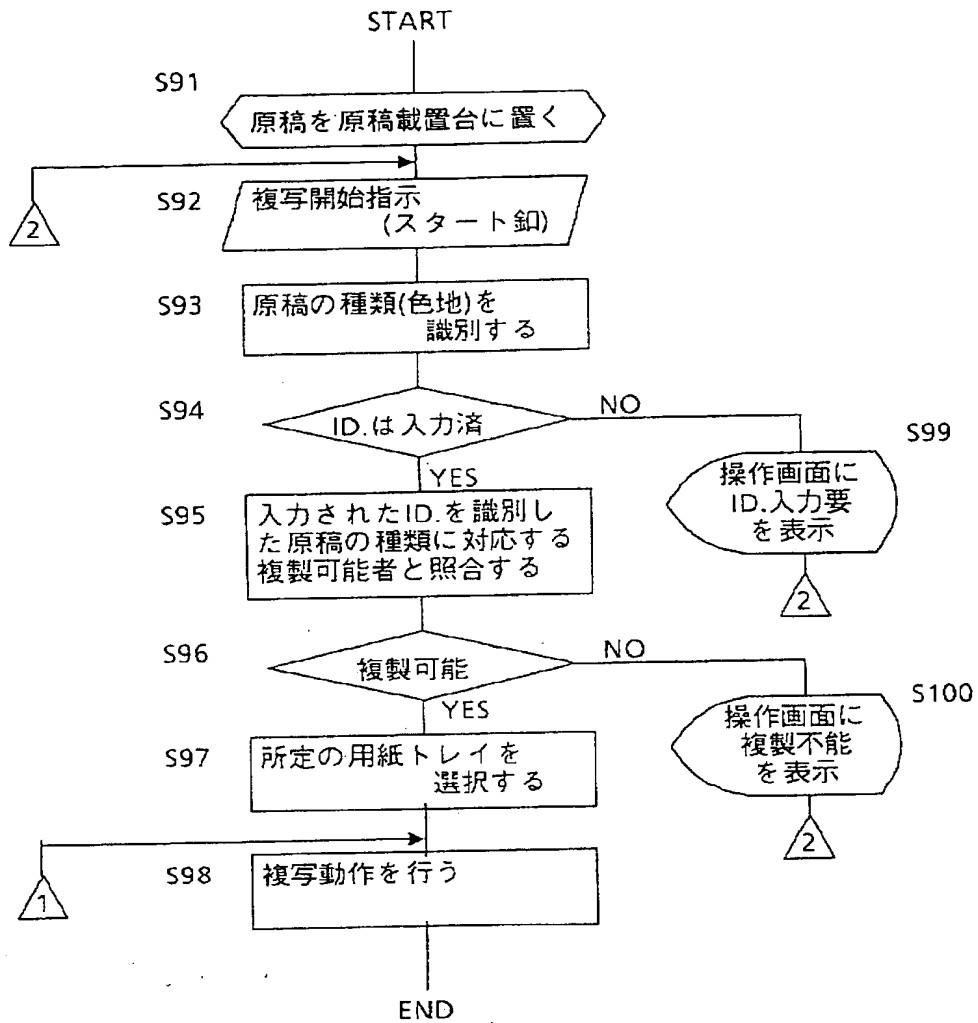 START
S91
原稿を原稿載置台に置く
2
S92
複写開始指示
(スタート釦)
S93
原稿の種類(色地)を
識別する
S94
ID.は入力済
NO
YES
S99
操作画面に
ID.入力要
を表示
2
S95
入力されたID.を識別し
た原稿の種類に対応する
複製可能者と照合する
S96
複製可能
NO
YES
S100
操作画面に
複製不能
を表示
2
S97
所定の用紙トレイを
選択する
1
S98
複写動作を行う
END